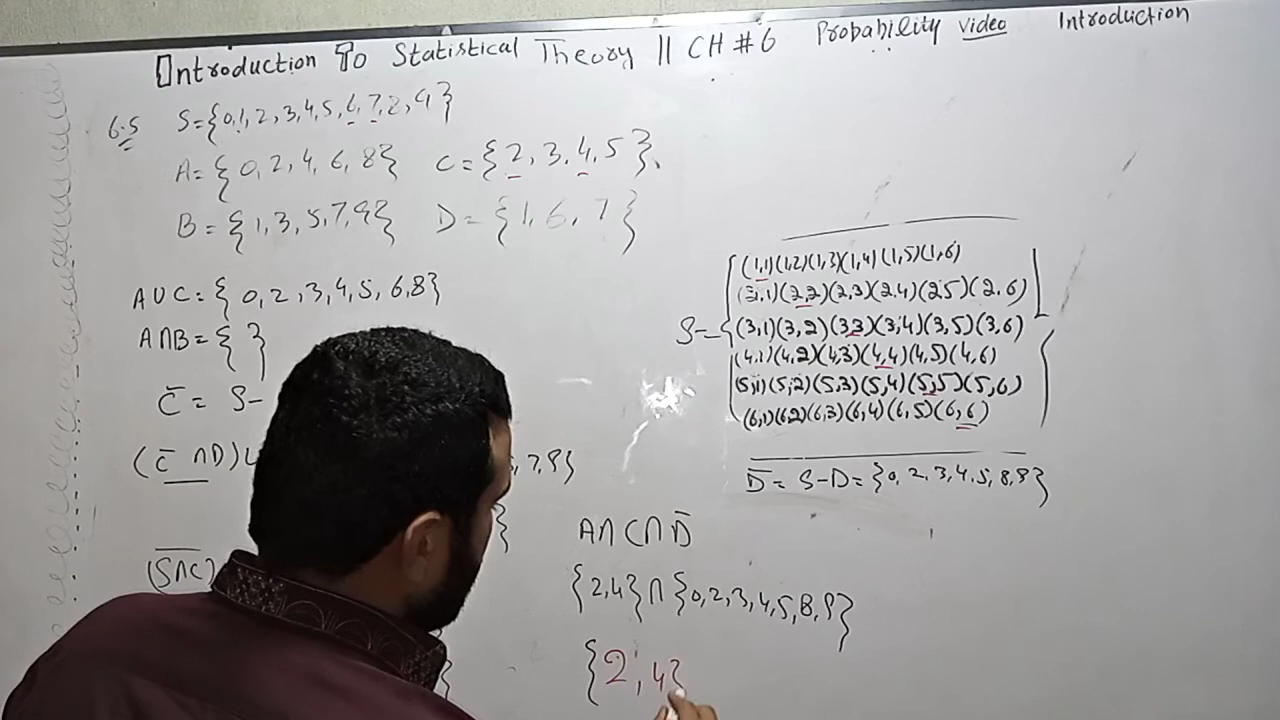 Introduction To Statistical Theory || CH #6 Probability video Introduction
6.5 S={0,1,2,3,4,5,6,7,8,9}
A={0,2,4,6,8} C={2,3,4,5}
B={1,3,5,7,9} D={1,6,7}
A∪C={0,2,3,4,5,6,8}
A∩B={ }
C̅ = S-
(C̅ ∩D)∪
7,9}
(S∩C)
S={
(1,1)(1,2)(1,3)(1,4)(1,5)(1,6)
(2,1)(2,2)(2,3)(2,4)(2,5)(2,6)
(3,1)(3,2)(3,3)(3,4)(3,5)(3,6)
(4,1)(4,2)(4,3)(4,4)(4,5)(4,6)
(5,1)(5,2)(5,3)(5,4)(5,5)(5,6)
(6,1)(6,2)(6,3)(6,4)(6,5)(6,6)
D̅ = S-D={0,2,3,4,5,8,9}
A∩C∩D̅
{2,4}∩{0,2,3,4,5,8,9}
{2,4}